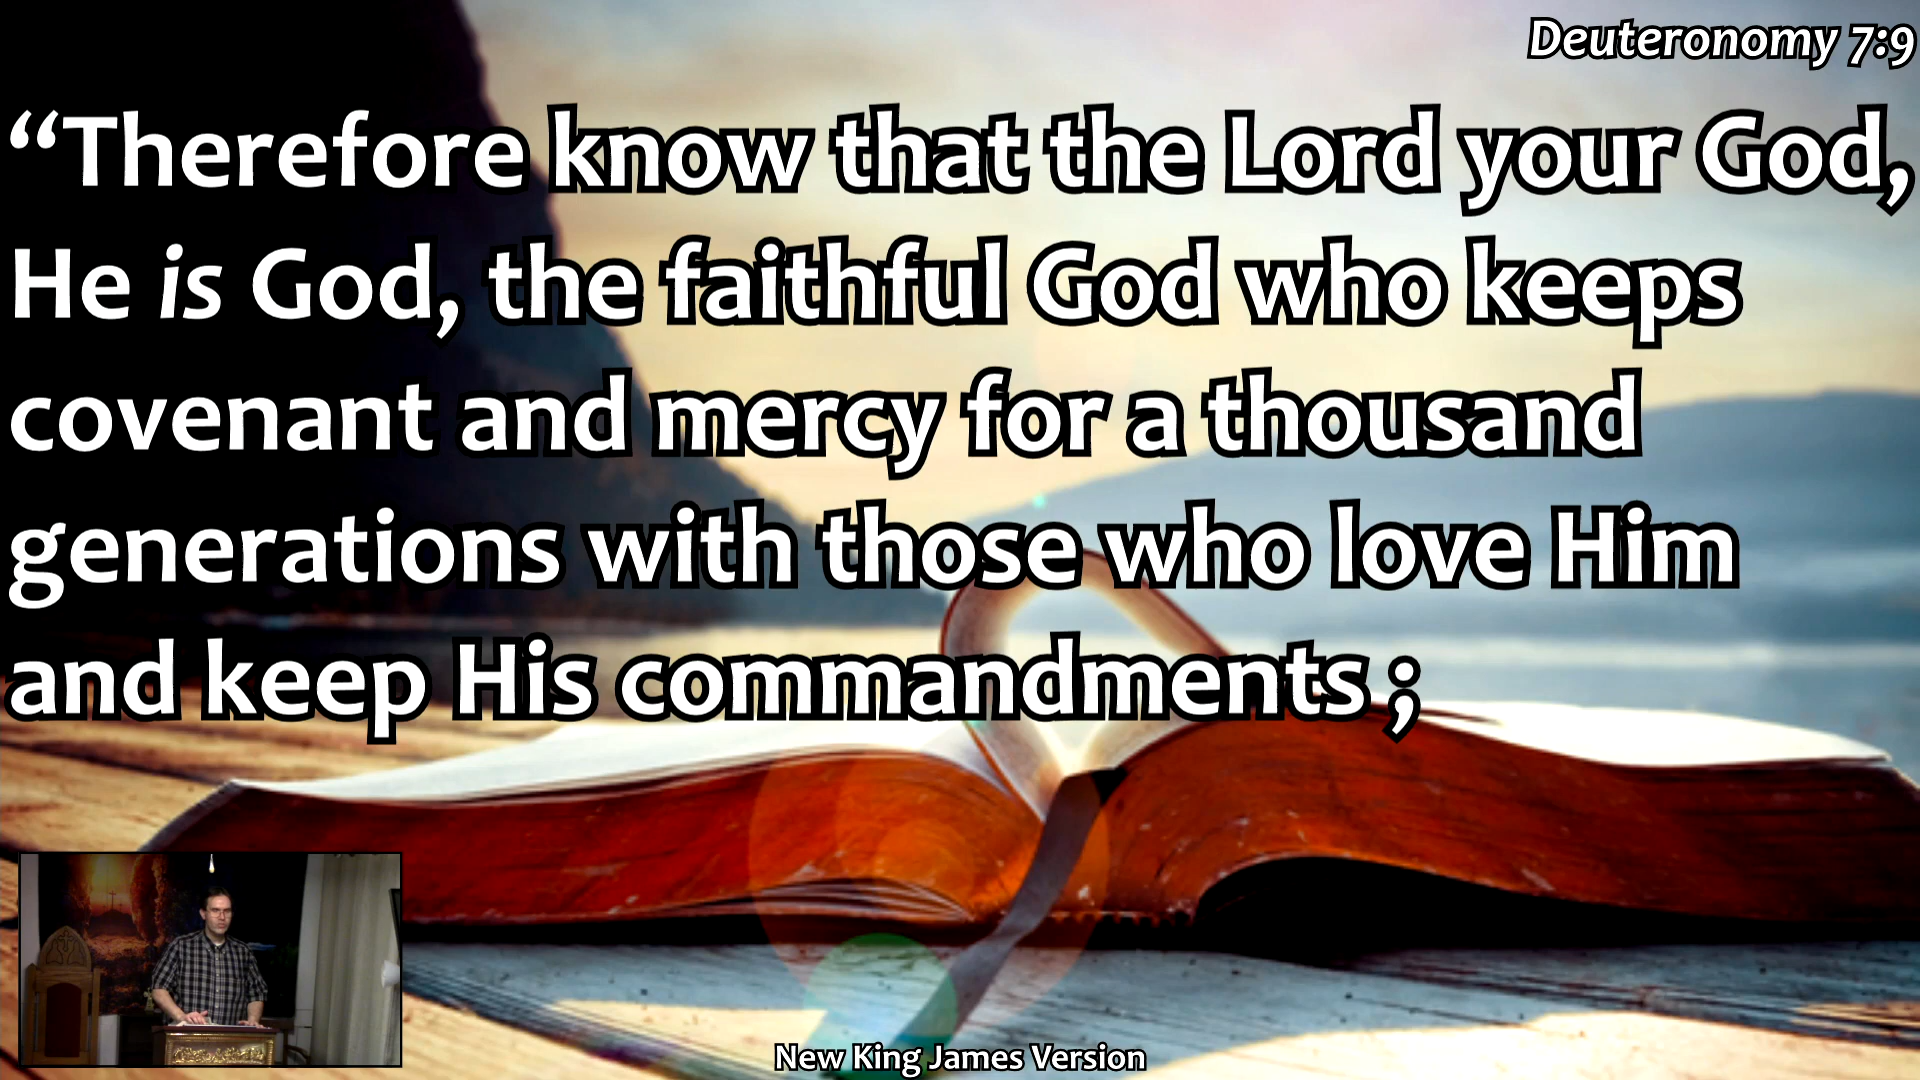 Deuteronomy 7:9
“Therefore know that the Lord your God,
He is God, the faithful God who keeps
covenant and mercy for a thousand
generations with those who love Him
and keep His commandments ;
New King James Version